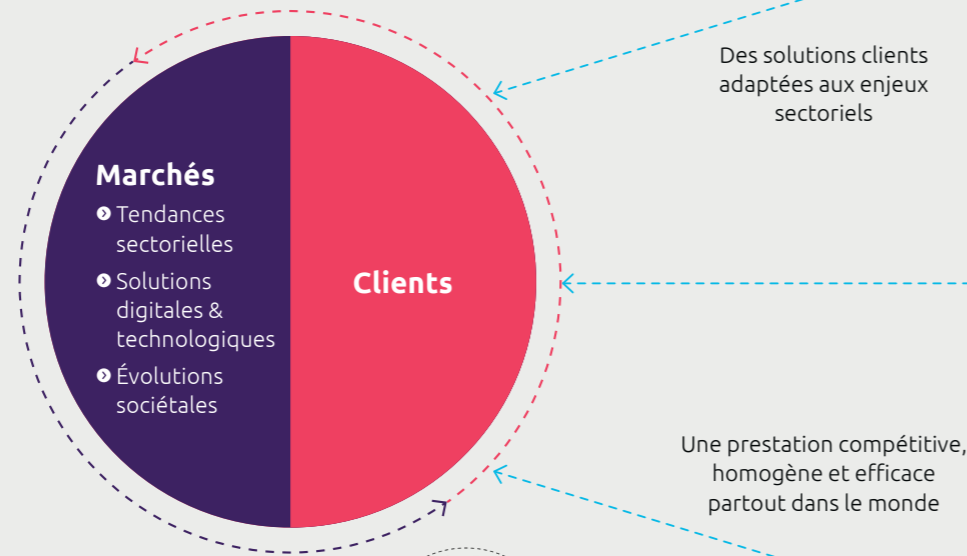 Marchés
Tendances
sectorielles
Solutions
digitales &
technologiques
Évolutions
sociétales
Clients
Des solutions clients
adaptées aux enjeux
sectoriels
Une prestation compétitive,
homogène et efficace
partout dans le monde